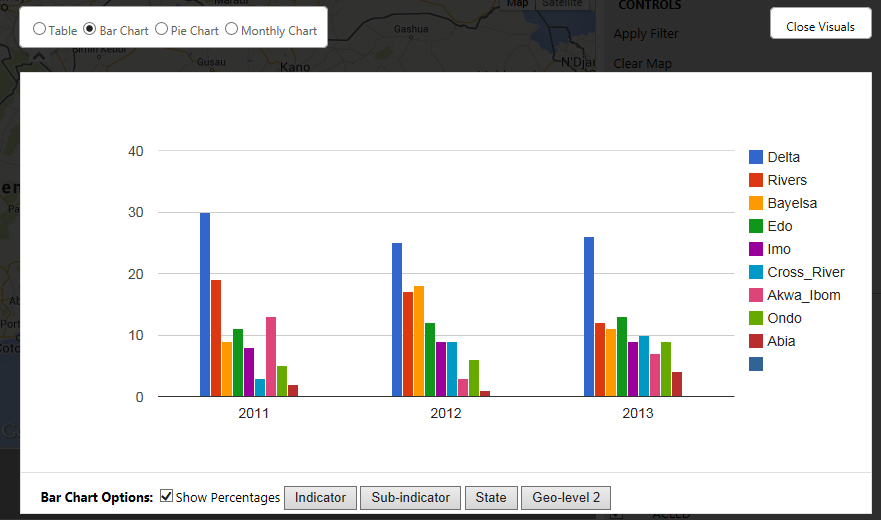 Map Satellite
CONTROLS
Table Bar Chart Pie Chart Monthly Chart
Close Visuals
Gashua
Apply Filter
Gusau
Kano
N'Djar
Clear Map
40
30
20
10
0
2011 2012 2013
Delta
Rivers
Bayelsa
Edo
Imo
Cross_River
Akwa_Ibom
Ondo
Abia
Bar Chart Options: Show Percentages Indicator Sub-indicator State Geo-level 2
ACLED